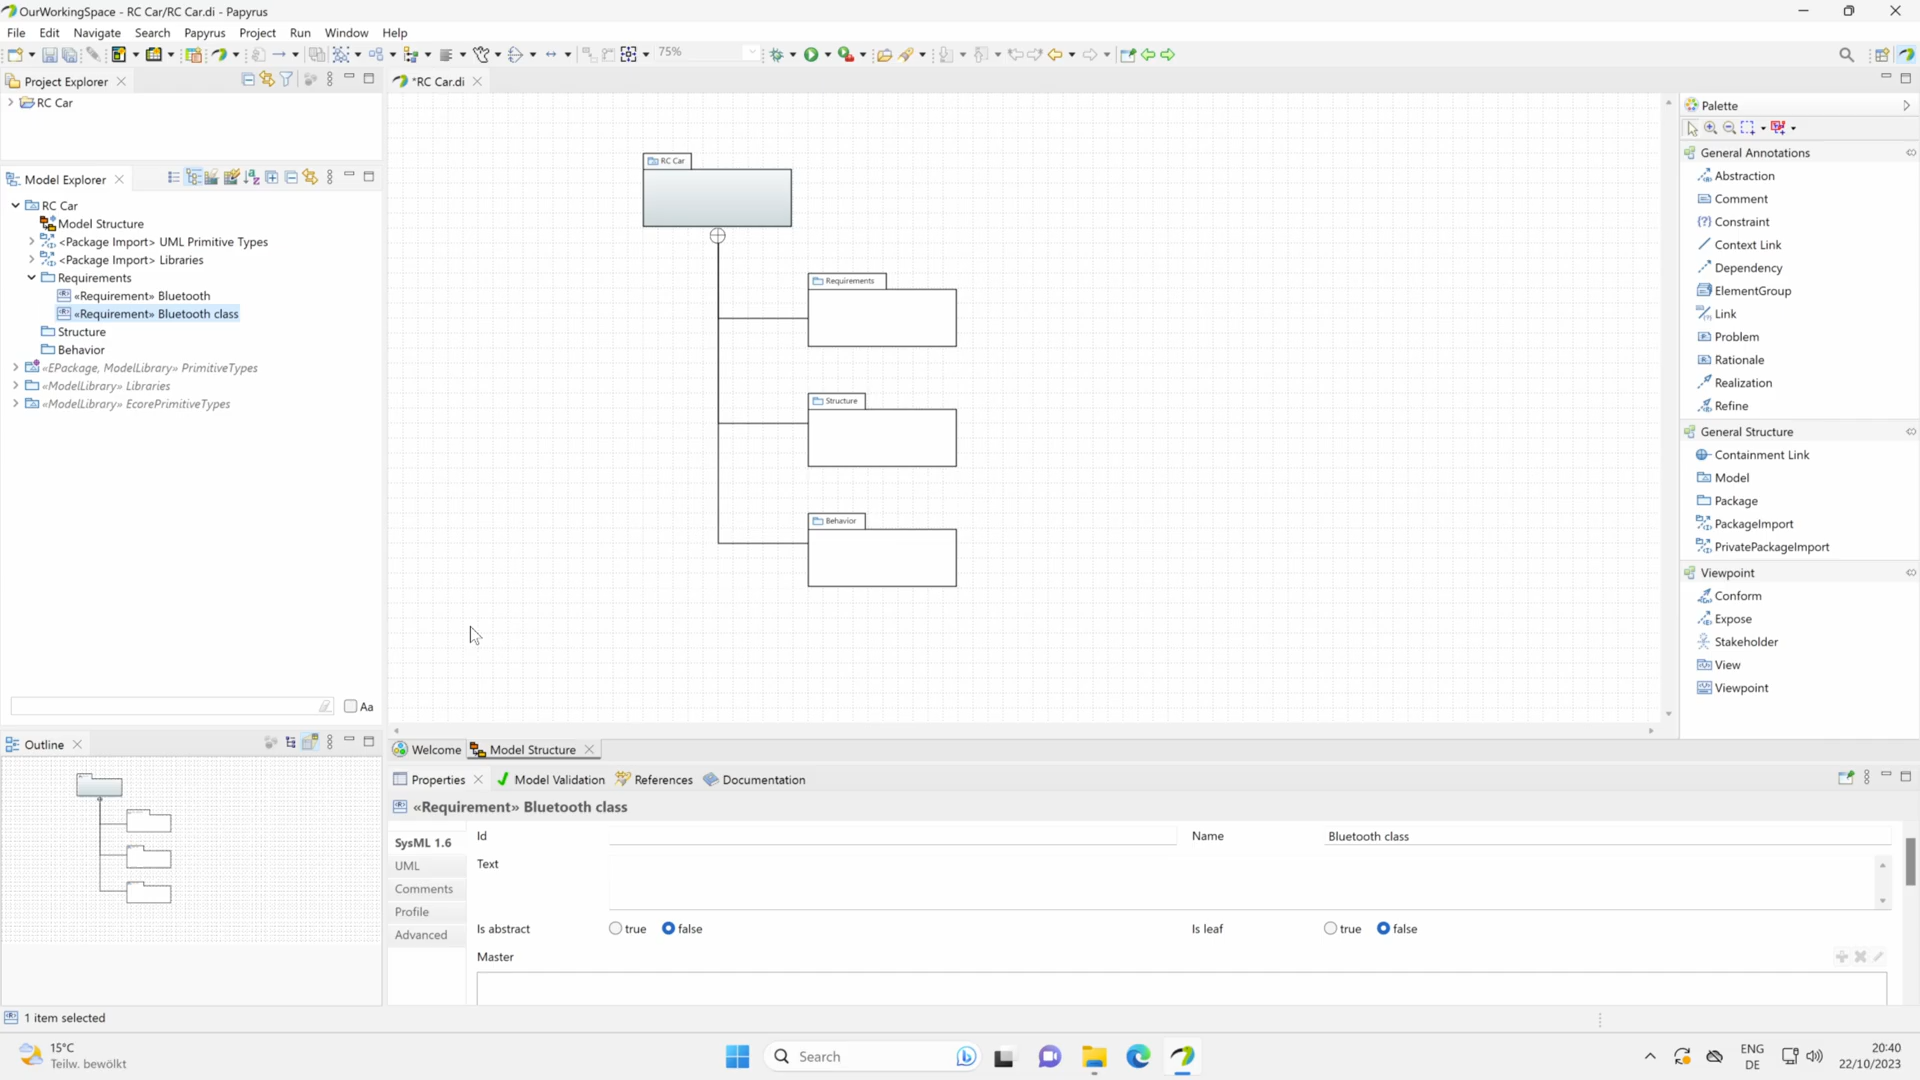 OurWorkingSpace - RC Car/RC Car.di - Papyrus
File Edit Navigate Search Papyrus Project Run Window Help
75%
Project Explorer
RC Car
*RC Car.di
Model Explorer
RC Car
Model Structure
<Package Import> UML Primitive Types
<Package Import> Libraries
Requirements
«Requirement» Bluetooth
«Requirement» Bluetooth class
Structure
Behavior
«EPackage, ModelLibrary» PrimitiveTypes
«ModelLibrary» Libraries
«ModelLibrary» EcorePrimitiveTypes
Aa
Outline
RC Car
Requirements
Structure
Behavior
Palette
General Annotations
Abstraction
Comment
Constraint
Context Link
Dependency
ElementGroup
Link
Problem
Rationale
Realization
Refine
General Structure
Containment Link
Model
Package
PackageImport
PrivatePackageImport
Viewpoint
Conform
Expose
Stakeholder
View
Viewpoint
Welcome Model Structure
Properties Model Validation References Documentation
«Requirement» Bluetooth class
SysML 1.6
UML
Comments
Profile
Advanced
Id Name Bluetooth class
Text
Is abstract true false Is leaf true false
Master
1 item selected
15°C
Teilw. bewölkt
Search
ENG
DE
20:40
22/10/2023